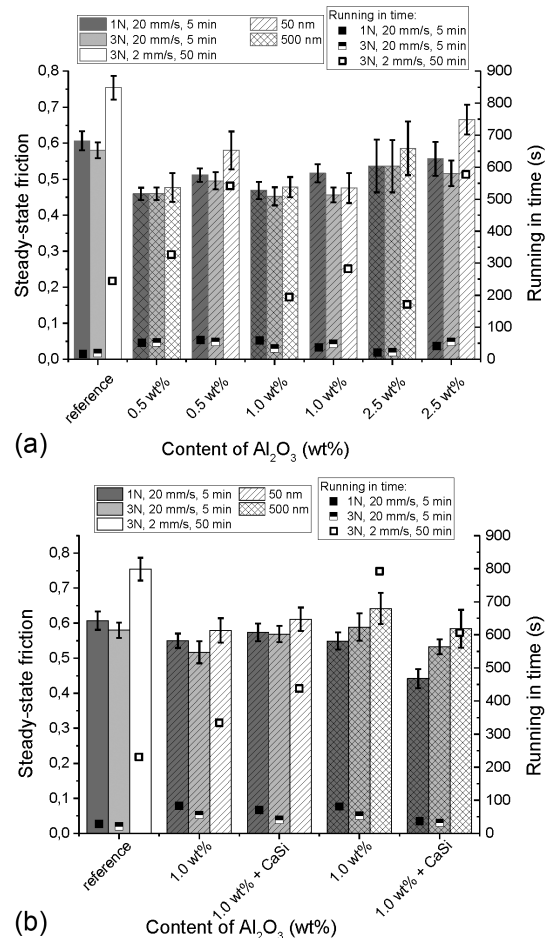 1N, 20 mm/s, 5 min
3N, 20 mm/s, 5 min
3N, 2 mm/s, 50 min
50 nm
500 nm
Running in time:
1N, 20 mm/s, 5 min
3N, 20 mm/s, 5 min
3N, 2 mm/s, 50 min
Steady-state friction
0,8
0,7
0,6
0,5
0,4
0,3
0,2
0,1
0,0
900
800
700
600
500
400
300
200
100
0
Running in time (s)
reference
0.5 wt%
0.5 wt%
1.0 wt%
1.0 wt%
2.5 wt%
2.5 wt%
(a)
Content of Al₂O₃ (wt%)
1N, 20 mm/s, 5 min
3N, 20 mm/s, 5 min
3N, 2 mm/s, 50 min
50 nm
500 nm
Running in time:
1N, 20 mm/s, 5 min
3N, 20 mm/s, 5 min
3N, 2 mm/s, 50 min
Steady-state friction
0,8
0,7
0,6
0,5
0,4
0,3
0,2
0,1
0,0
900
800
700
600
500
400
300
200
100
0
Running in time (s)
reference
1.0 wt%
1.0 wt% + CaSi
1.0 wt%
1.0 wt% + CaSi
(b)
Content of Al₂O₃ (wt%)